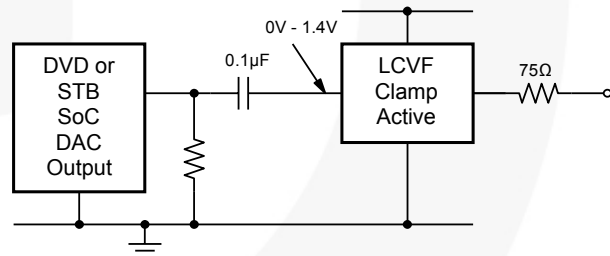 0V - 1.4V
0.1µF
75Ω
DVD or
STB
SoC
DAC
Output
LCVF
Clamp
Active